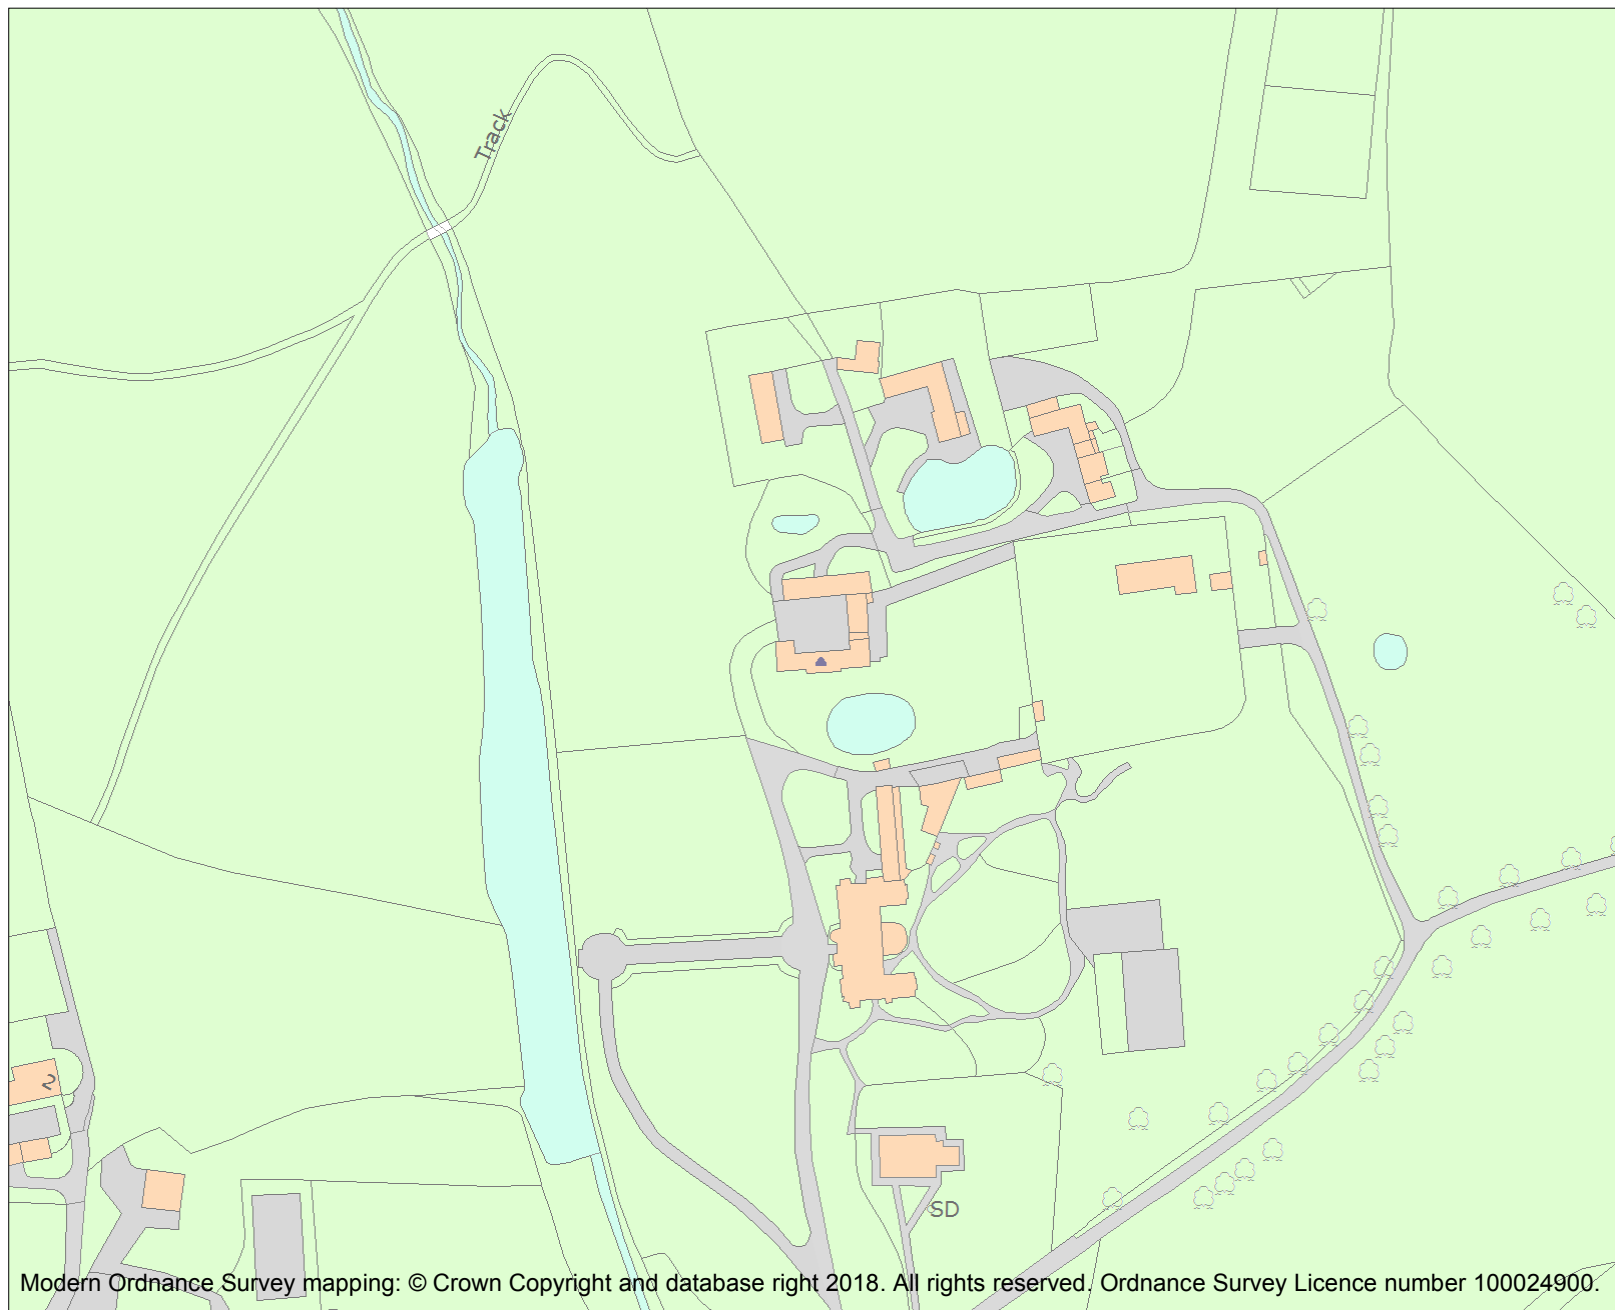 Track
2
SD
Modern Ordnance Survey mapping: © Crown Copyright and database right 2018. All rights reserved. Ordnance Survey Licence number 100024900.